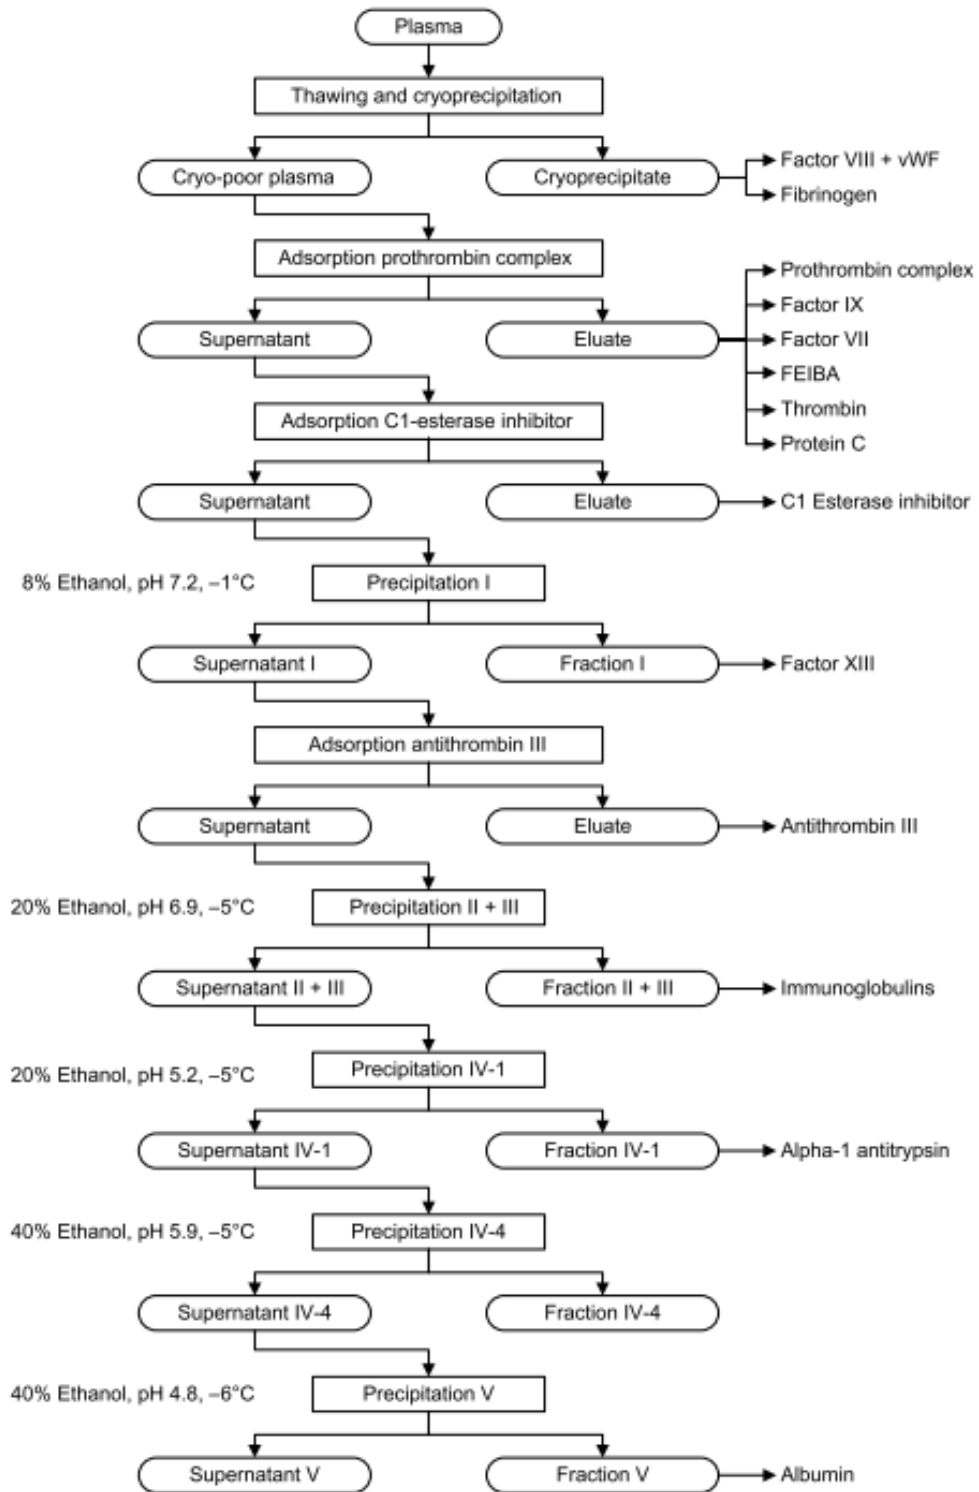 Plasma
Thawing and cryoprecipitation
Cryo-poor plasma
Cryoprecipitate
Factor VIII + vWF
Fibrinogen
Adsorption prothrombin complex
Supernatant
Eluate
Prothrombin complex
Factor IX
Factor VII
FEIBA
Thrombin
Protein C
Adsorption C1-esterase inhibitor
Supernatant
Eluate
C1 Esterase inhibitor
8% Ethanol, pH 7.2, –1°C
Precipitation I
Supernatant I
Fraction I
Factor XIII
Adsorption antithrombin III
Supernatant
Eluate
Antithrombin III
20% Ethanol, pH 6.9, –5°C
Precipitation II + III
Supernatant II + III
Fraction II + III
Immunoglobulins
20% Ethanol, pH 5.2, –5°C
Precipitation IV-1
Supernatant IV-1
Fraction IV-1
Alpha-1 antitrypsin
40% Ethanol, pH 5.9, –5°C
Precipitation IV-4
Supernatant IV-4
Fraction IV-4
40% Ethanol, pH 4.8, –6°C
Precipitation V
Supernatant V
Fraction V
Albumin